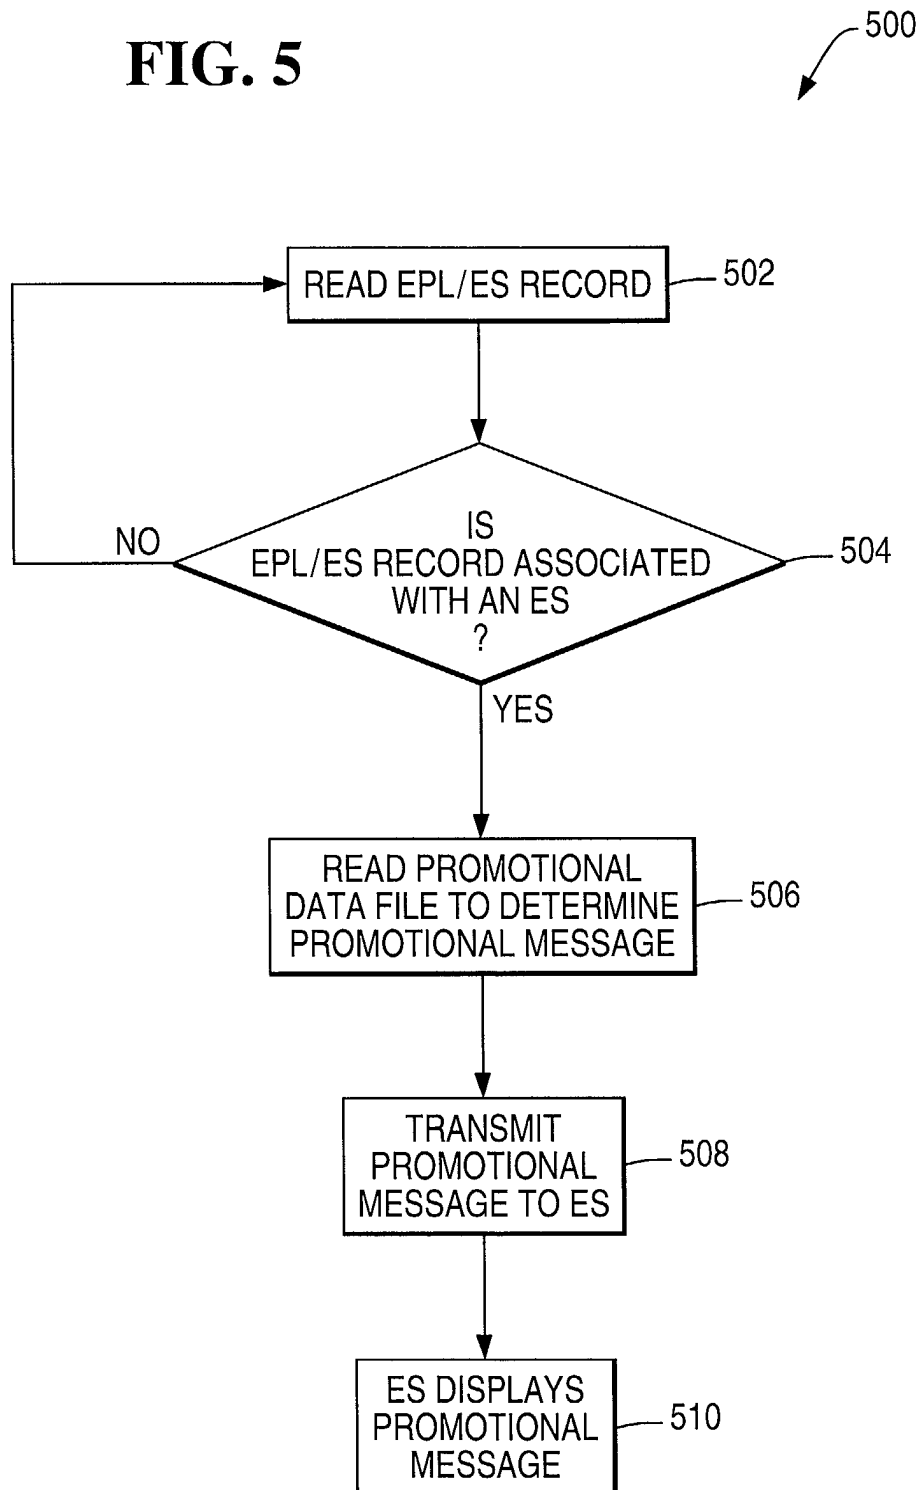 FIG. 5
500
READ EPL/ES RECORD
502
IS
EPL/ES RECORD ASSOCIATED
WITH AN ES
?
504
NO
YES
READ PROMOTIONAL
DATA FILE TO DETERMINE
PROMOTIONAL MESSAGE
506
TRANSMIT
PROMOTIONAL
MESSAGE TO ES
508
ES DISPLAYS
PROMOTIONAL
MESSAGE
510